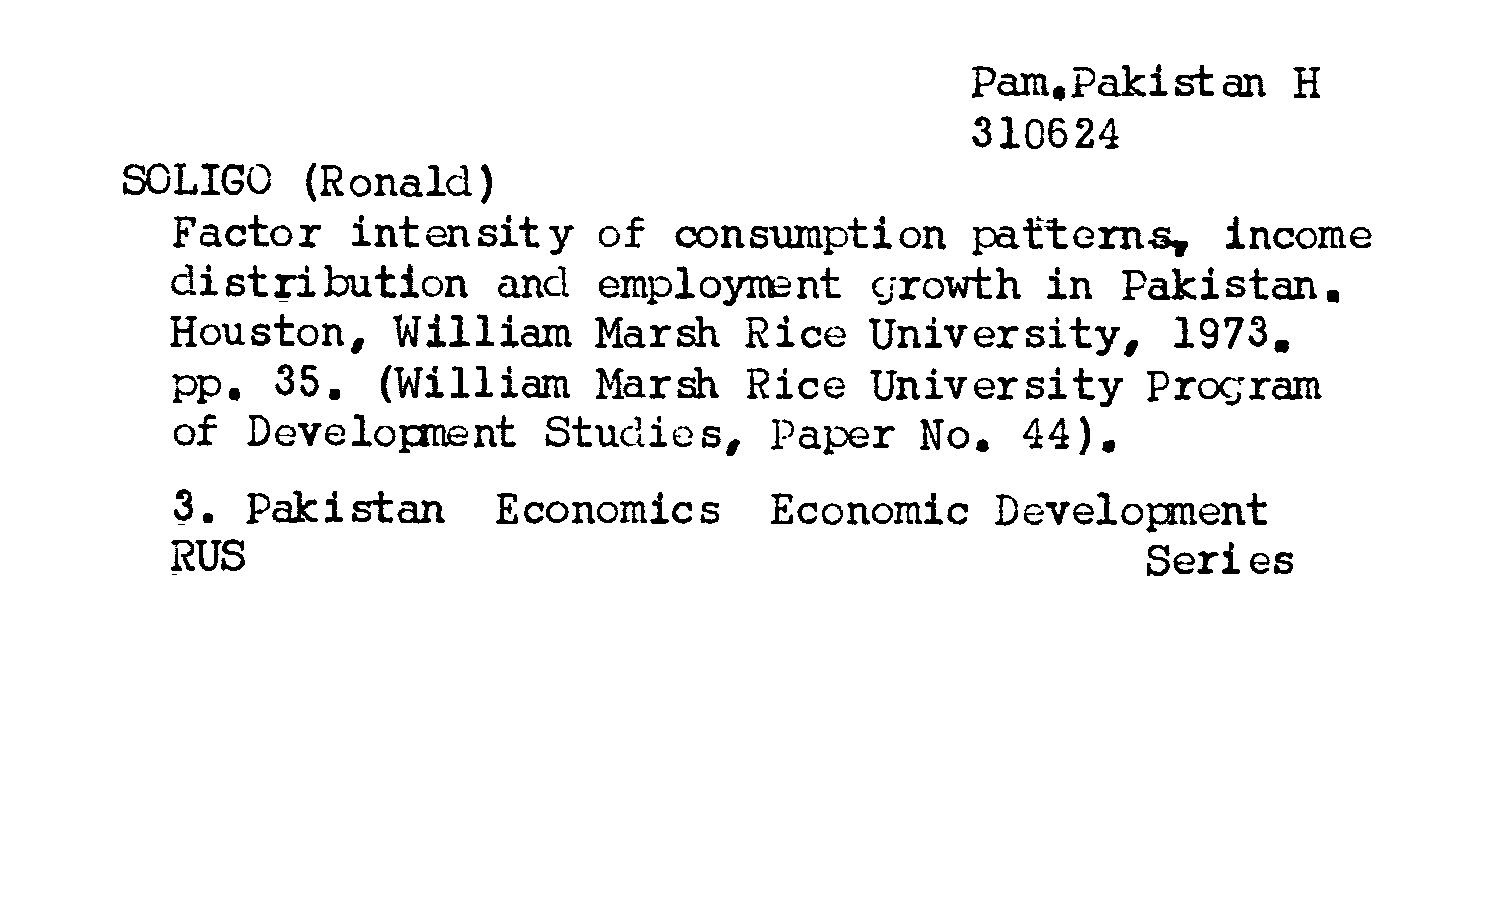 Pam.Pakistan H
310624
SOLIGO (Ronald)
Factor intensity of consumption patterns, income
distribution and employment growth in Pakistan.
Houston, William Marsh Rice University, 1973.
pp. 35. (William Marsh Rice University Program
of Development Studies, Paper No. 44).
3. Pakistan Economics Economic Development
RUS Series